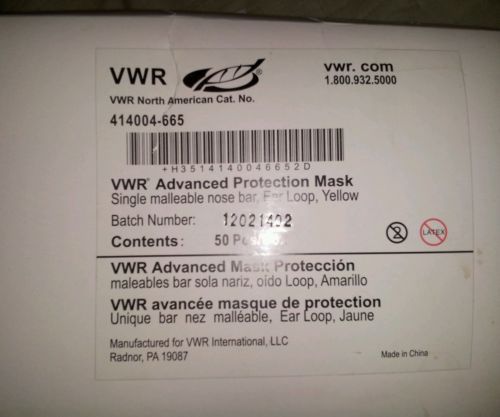 VWR
vwr. com
1.800.932.5000
VWR North American Cat. No.
414004-665
+H3514140046652D
VWR® Advanced Protection Mask
Single malleable nose bar, Ear Loop, Yellow
Batch Number: 12021402
LATEX
Contents: 50
VWR Advanced Mask Protección
maleables bar sola nariz, oído Loop, Amarillo
VWR avancée masque de protection
Unique bar nez malléable, Ear Loop, Jaune
Manufactured for VWR International, LLC
Radnor, PA 19087
Made in China